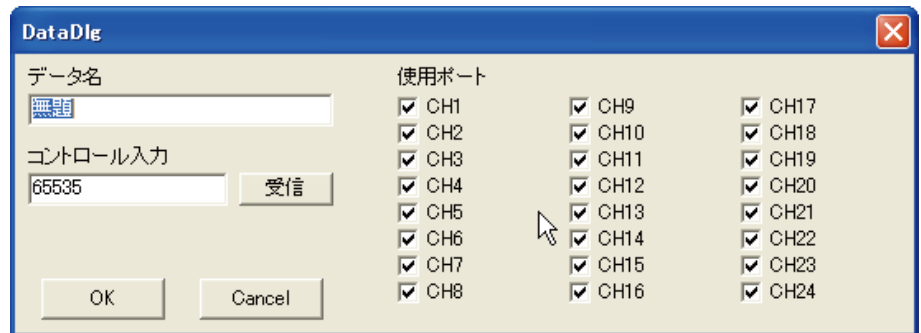 DataDlg
データ名
無題
コントロール入力
65535
受信
OK
Cancel
使用ポート
CH1
CH2
CH3
CH4
CH5
CH6
CH7
CH8
CH9
CH10
CH11
CH12
CH13
CH14
CH15
CH16
CH17
CH18
CH19
CH20
CH21
CH22
CH23
CH24